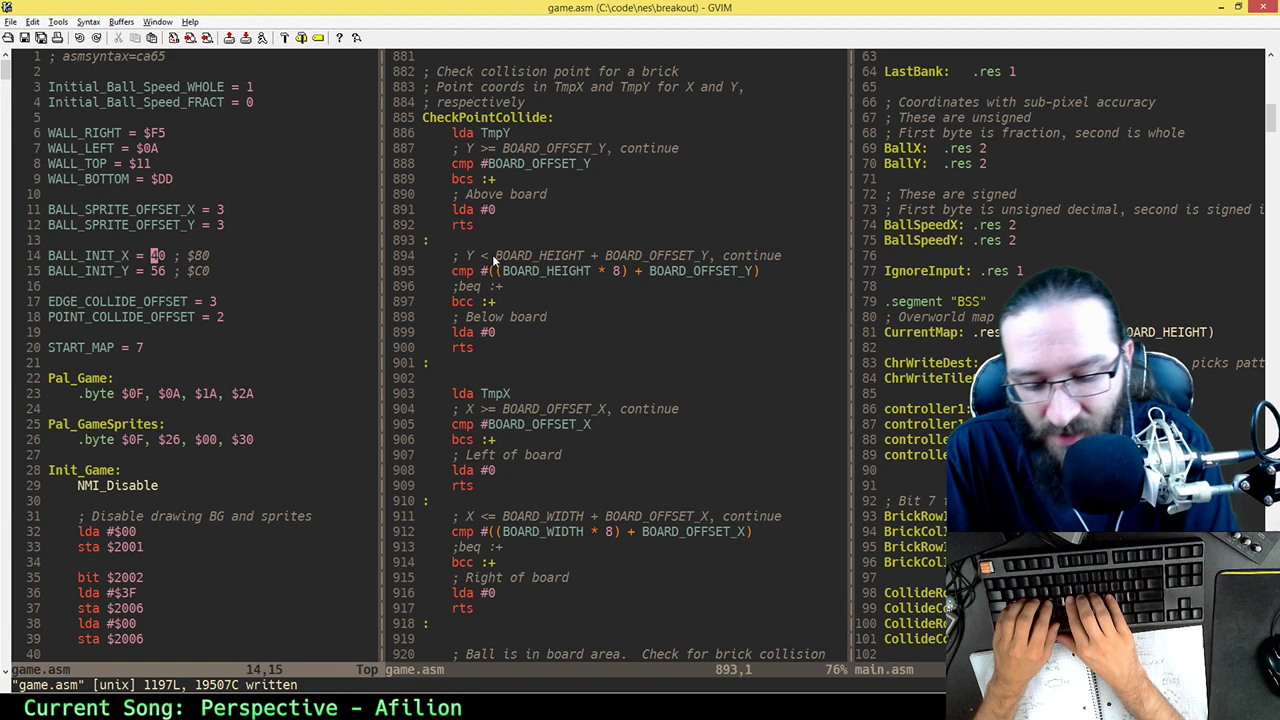 game.asm (C:\code\nes\breakout) - GVIM
File Edit Tools Syntax Buffers Window Help
1 ; asmsyntax=ca65
2
3 Initial_Ball_Speed_WHOLE = 1
4 Initial_Ball_Speed_FRACT = 0
5
6 WALL_RIGHT = $F5
7 WALL_LEFT = $0A
8 WALL_TOP = $11
9 WALL_BOTTOM = $DD
10
11 BALL_SPRITE_OFFSET_X = 3
12 BALL_SPRITE_OFFSET_Y = 3
13
14 BALL_INIT_X = 40 ; $80
15 BALL_INIT_Y = 56 ; $C0
16
17 EDGE_COLLIDE_OFFSET = 3
18 POINT_COLLIDE_OFFSET = 2
19
20 START_MAP = 7
21
22 Pal_Game:
23 .byte $0F, $0A, $1A, $2A
24
25 Pal_GameSprites:
26 .byte $0F, $26, $00, $30
27
28 Init_Game:
29 NMI_Disable
30
31 ; Disable drawing BG and sprites
32 lda #$00
33 sta $2001
34
35 bit $2002
36 lda #$3F
37 sta $2006
38 lda #$00
39 sta $2006
40
game.asm 14,15 Top
881
882 ; Check collision point for a brick
883 ; Point coords in TmpX and TmpY for X and Y,
884 ; respectively
885 CheckPointCollide:
886 lda TmpY
887 ; Y >= BOARD_OFFSET_Y, continue
888 cmp #BOARD_OFFSET_Y
889 bcs :+
890 ; Above board
891 lda #0
892 rts
893 :
894 ; Y < BOARD_HEIGHT + BOARD_OFFSET_Y, continue
895 cmp #((BOARD_HEIGHT * 8) + BOARD_OFFSET_Y)
896 ;beq :+
897 bcc :+
898 ; Below board
899 lda #0
900 rts
901 :
902
903 lda TmpX
904 ; X >= BOARD_OFFSET_X, continue
905 cmp #BOARD_OFFSET_X
906 bcs :+
907 ; Left of board
908 lda #0
909 rts
910 :
911 ; X <= BOARD_WIDTH + BOARD_OFFSET_X, continue
912 cmp #((BOARD_WIDTH * 8) + BOARD_OFFSET_X)
913 ;beq :+
914 bcc :+
915 ; Right of board
916 lda #0
917 rts
918 :
919
920 ; Ball is in board area. Check for brick collision
game.asm 893,1 76%
63
64 LastBank: .res 1
65
66 ; Coordinates with sub-pixel accuracy
67 ; These are unsigned
68 ; First byte is fraction, second is whole
69 BallX: .res 2
70 BallY: .res 2
71
72 ; These are signed
73 ; First byte is unsigned decimal, second is signed i
74 BallSpeedX: .res 2
75 BallSpeedY: .res 2
76
77 IgnoreInput: .res 1
78
79 .segment "BSS"
80 ; Overworld map
81 CurrentMap: .res BOARD_HEIGHT)
82
83 ChrWriteDest: picks patt
84 ChrWriteTile
85
86 controller1:
87 controller
88 controller
89 controller
90
91
92 ; Bit 7
93 BrickRow
94 BrickCol
95 BrickRow
96 BrickCol
97
98 CollideRo
99 CollideCo
100 CollideRo
101 CollideCo
102
main.asm
"game.asm" [unix] 1197L, 19507C written
Current Song: Perspective - Afilion